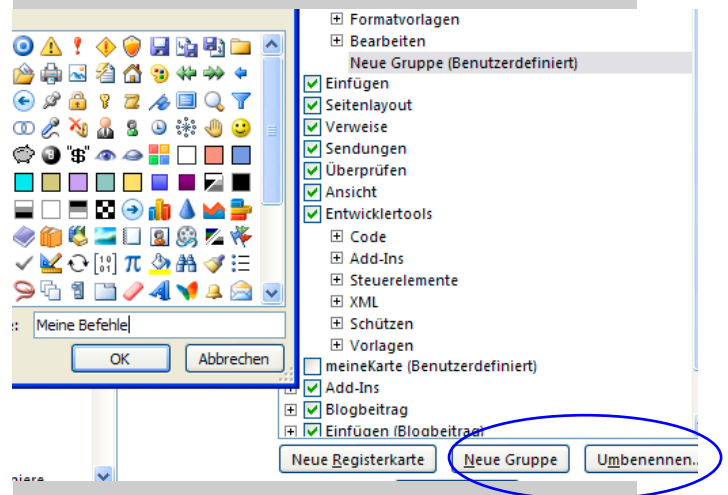 Formatvorlagen
Bearbeiten
Neue Gruppe (Benutzerdefiniert)
Einfügen
Seitenlayout
Verweise
Sendungen
Überprüfen
Ansicht
Entwicklertools
Code
Add-Ins
Steuerelemente
XML
Schützen
Vorlagen
meineKarte (Benutzerdefiniert)
Add-Ins
Blogbeitrag
Einfügen (Blogbeitrag)
Meine Befehle
OK Abbrechen
Neue Registerkarte Neue Gruppe Umbenennen..